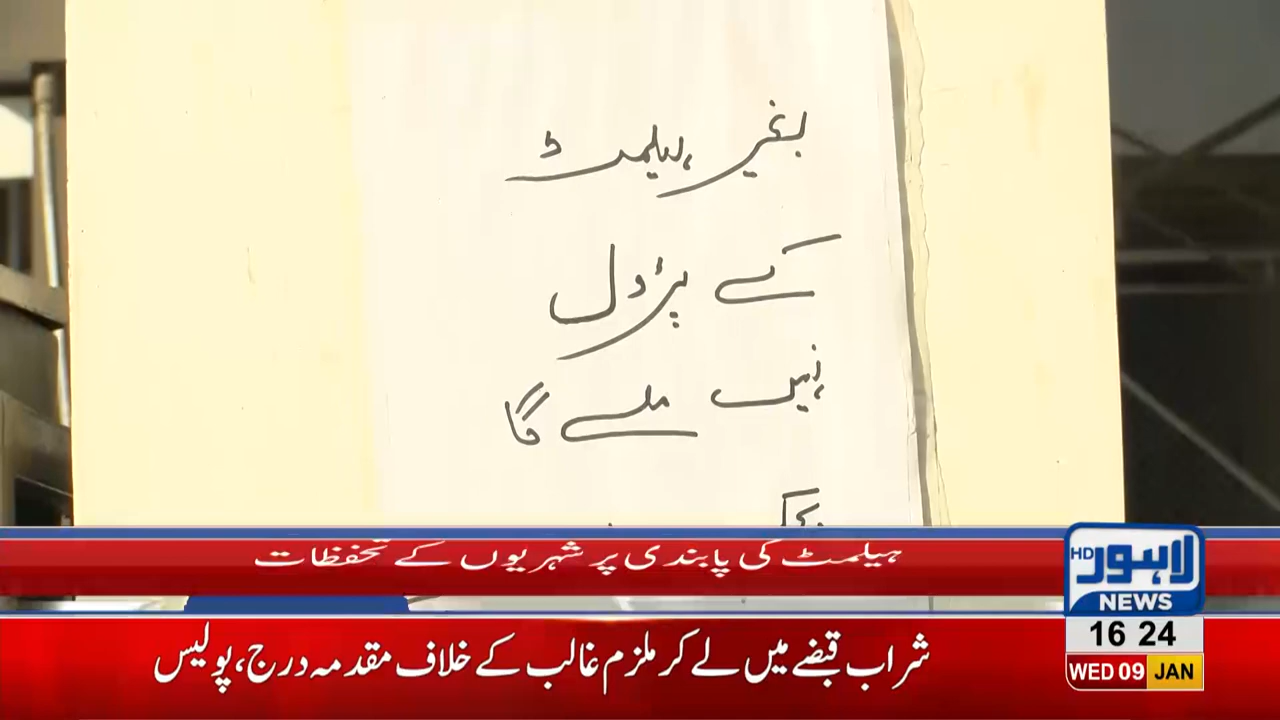 بغیر ہیلمٹ
کے پٹرول
نہیں ملے گا
ہیلمٹ کی پابندی پر شہریوں کے تحفظات
HD لاہور
NEWS
16 24
WED 09 JAN
شراب قبضے میں لے کر ملزم غالب کے خلاف مقدمہ درج، پولیس